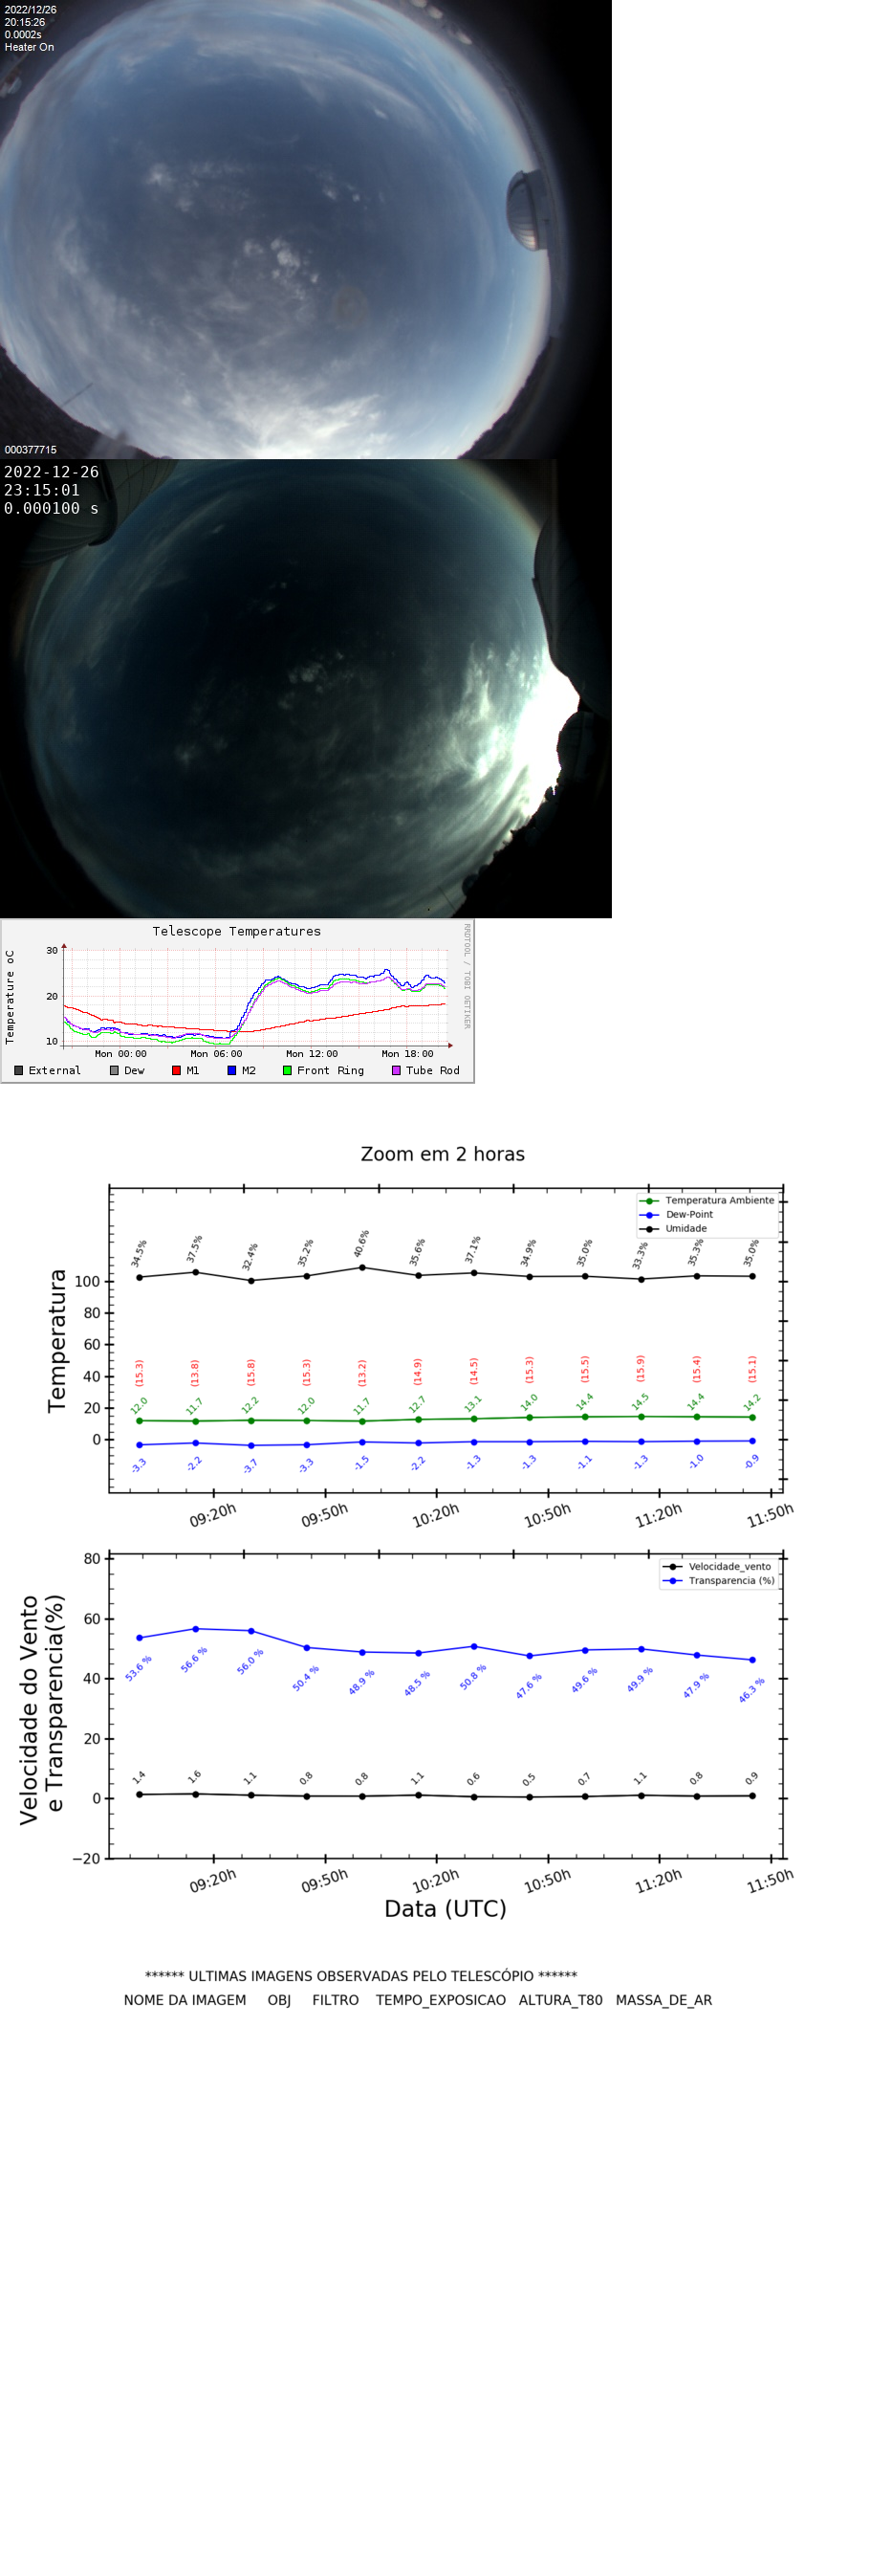 2022/12/26
20:15:26
0.0002s
Heater On
000377715
2022-12-26
23:15:01
0.000100 s
Telescope Temperatures
RRDTOOL / TOBI OETIKER
Temperature oC
30
20
10
Mon 00:00 Mon 06:00 Mon 12:00 Mon 18:00
External Dew M1 M2 Front Ring Tube Rod
Zoom em 2 horas
Temperatura Ambiente
Dew-Point
Umidade
Temperatura
100
80
60
40
20
0
34.5% 37.5% 32.4% 35.2% 40.6% 35.6% 37.1% 34.9% 35.0% 33.3% 35.3% 35.0%
(15.3) (13.8) (15.8) (15.3) (13.2) (14.9) (14.5) (15.3) (15.5) (15.9) (15.4) (15.1)
12.0 11.7 12.2 12.0 11.7 12.7 13.1 14.0 14.4 14.5 14.4 14.2
-3.3 -2.2 -3.7 -3.3 -1.5 -2.2 -1.3 -1.3 -1.1 -1.3 -1.0 -0.9
09:20h 09:50h 10:20h 10:50h 11:20h 11:50h
Velocidade_vento
Transparencia (%)
Velocidade do Vento
e Transparencia(%)
80
60
40
20
0
−20
53.6 % 56.6 % 56.0 % 50.4 % 48.9 % 48.5 % 50.8 % 47.6 % 49.6 % 49.9 % 47.9 % 46.3 %
1.4 1.6 1.1 0.8 0.8 1.1 0.6 0.5 0.7 1.1 0.8 0.9
09:20h 09:50h 10:20h 10:50h 11:20h 11:50h
Data (UTC)
****** ULTIMAS IMAGENS OBSERVADAS PELO TELESCÓPIO ******
NOME DA IMAGEM OBJ FILTRO TEMPO_EXPOSICAO ALTURA_T80 MASSA_DE_AR